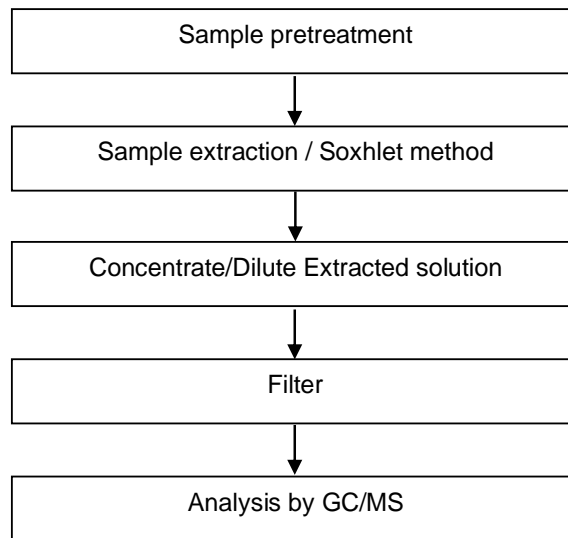 Sample pretreatment
Sample extraction / Soxhlet method
Concentrate/Dilute Extracted solution
Filter
Analysis by GC/MS